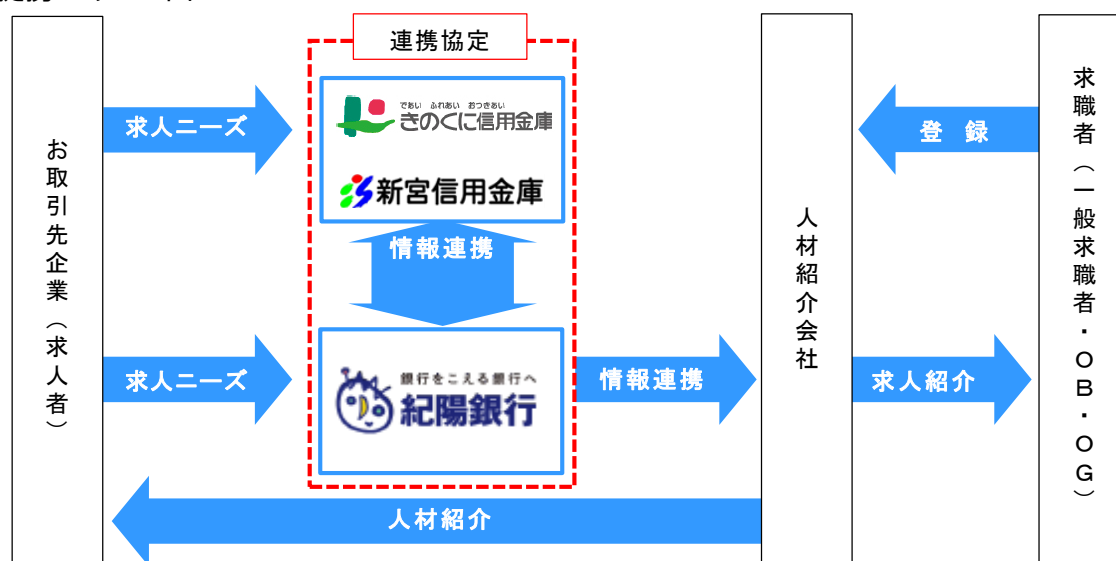 連携協定
お取引先企業（求人者）
求人ニーズ
であい ふれあい おつきあい
きのくに信用金庫
新宮信用金庫
情報連携
求人ニーズ
銀行をこえる銀行へ
紀陽銀行
情報連携
人材紹介会社
登 録
求人紹介
求職者（一般求職者・ＯＢ・ＯＧ）
人材紹介